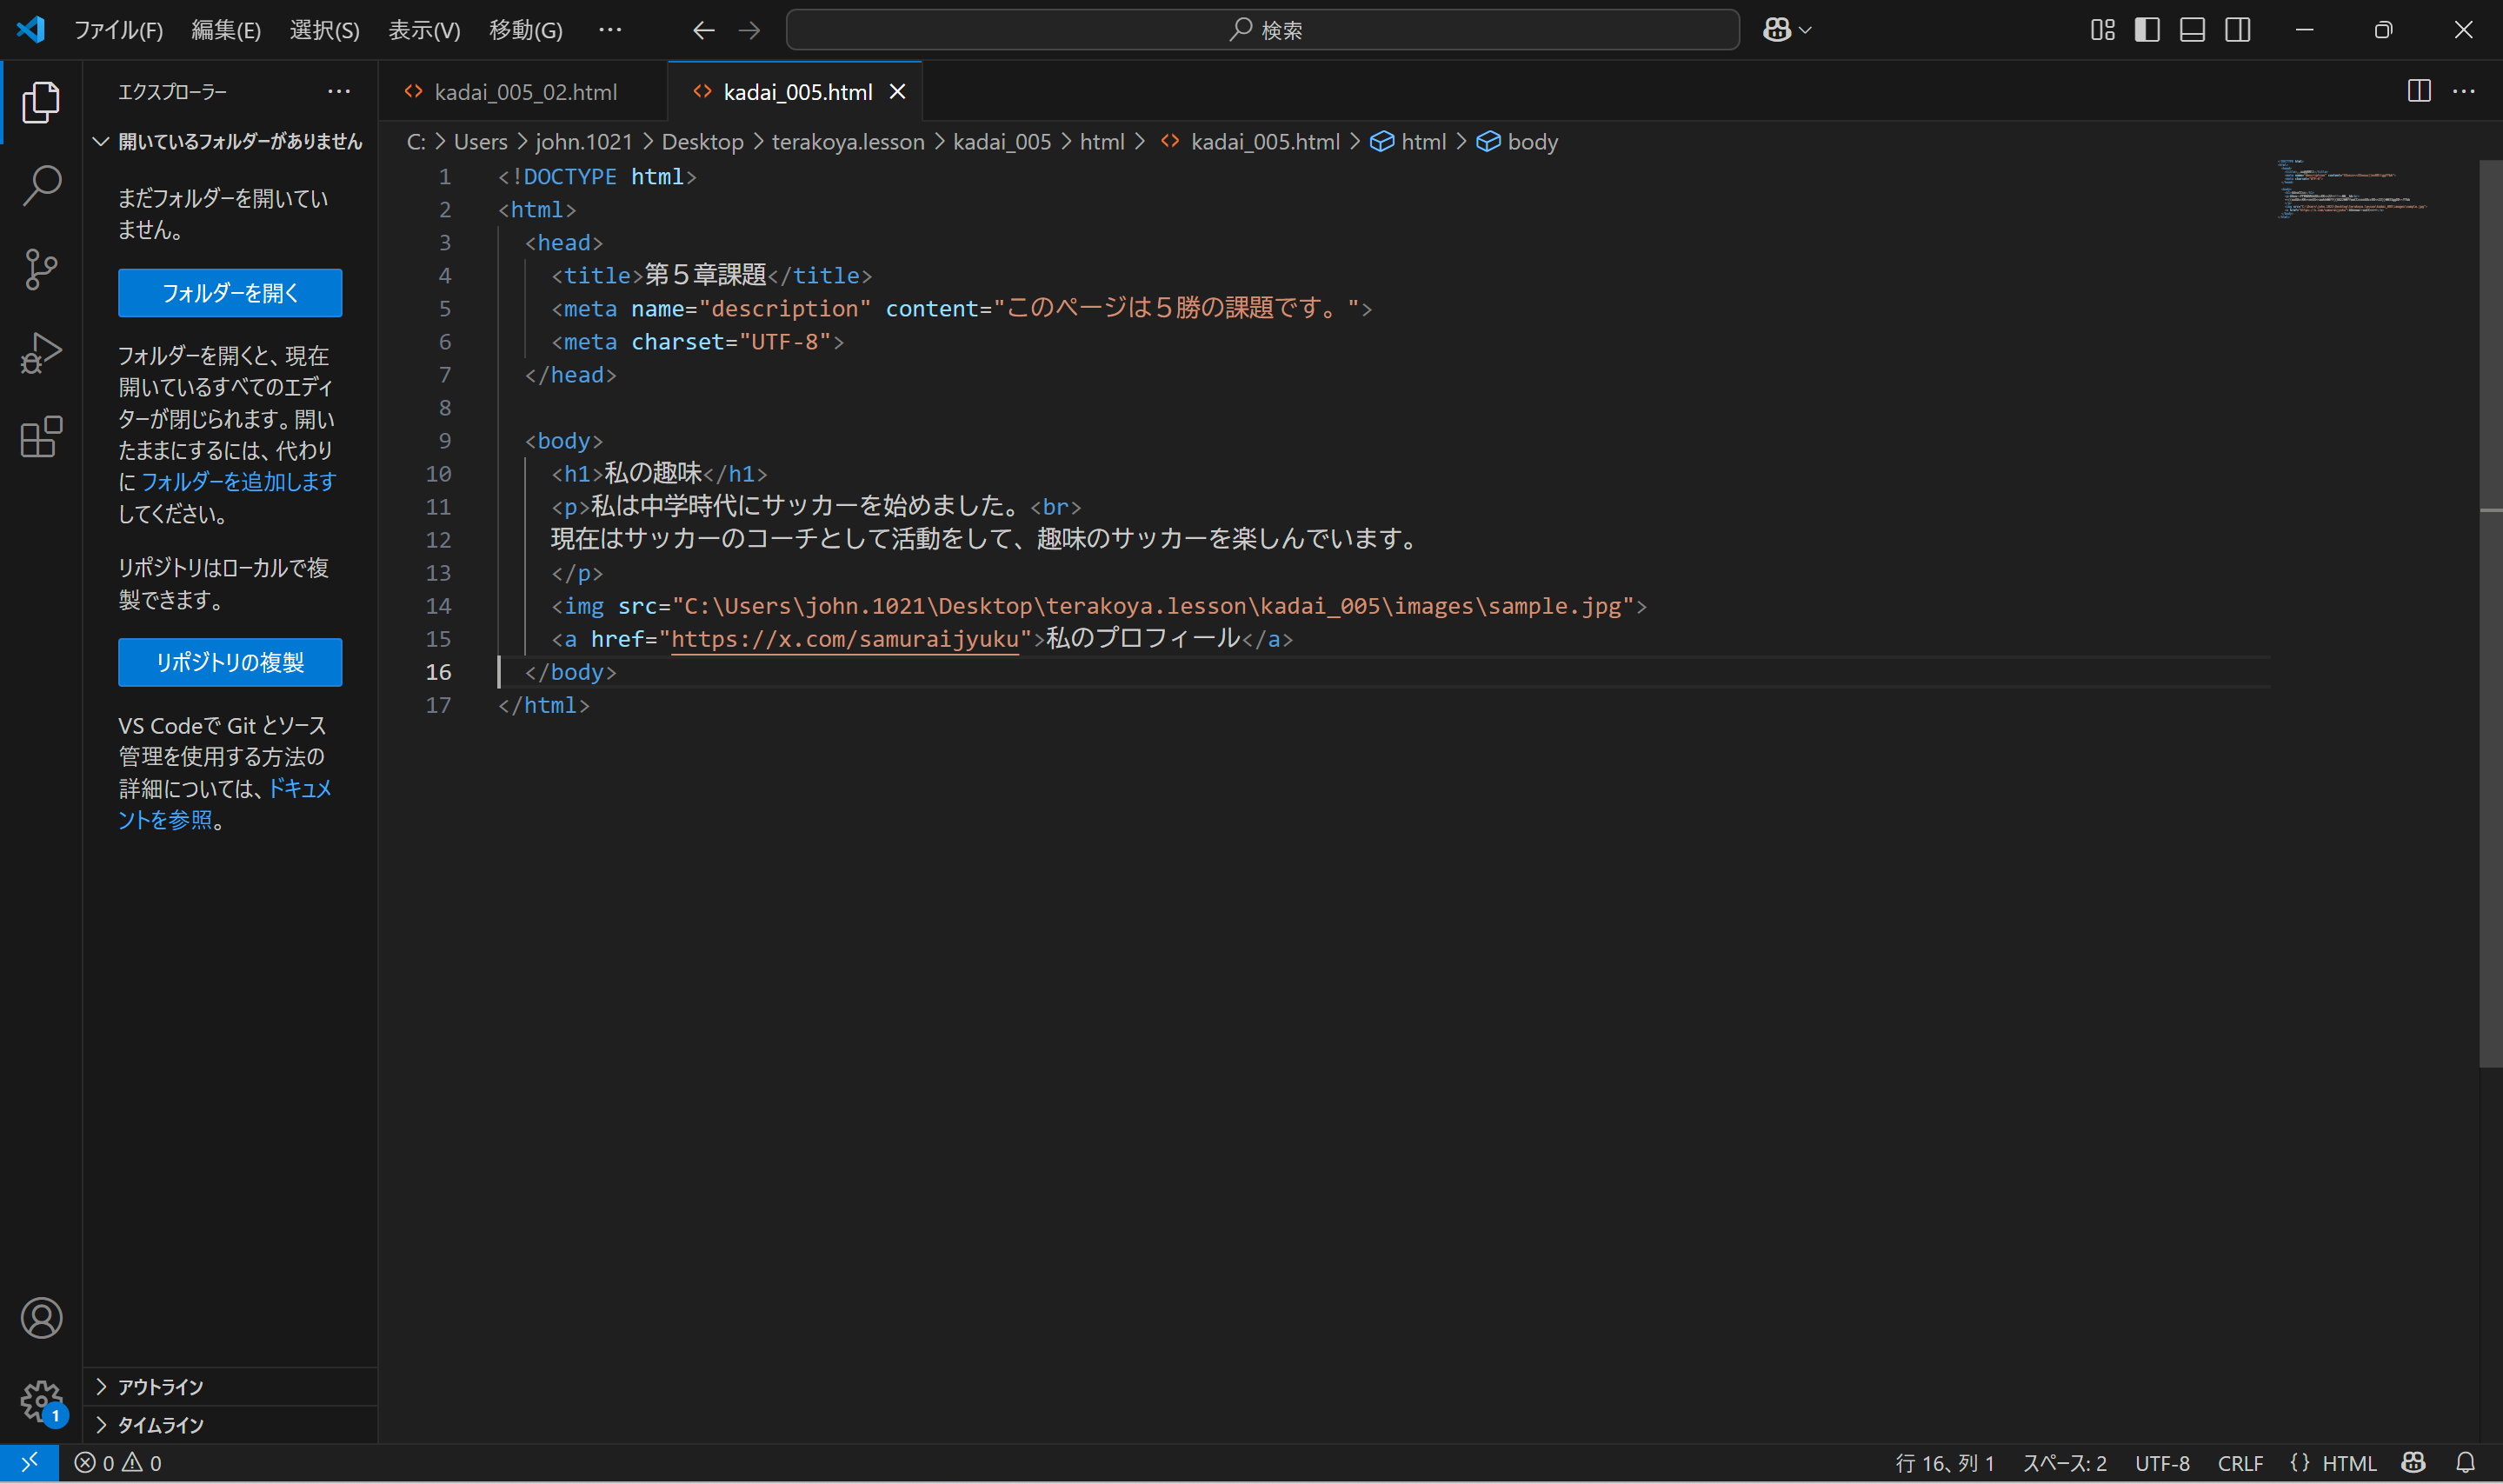 ファイル(F) 編集(E) 選択(S) 表示(V) 移動(G) … 検索
エクスプローラー …
開いているフォルダーがありません
まだフォルダーを開いてい
ません。
フォルダーを開く
フォルダーを開くと、現在
開いているすべてのエディ
ターが閉じられます。開い
たままにするには、代わり
に フォルダーを追加します
してください。
リポジトリはローカルで複
製できます。
リポジトリの複製
VS Codeで Git とソース
管理を使用する方法の
詳細については、ドキュメ
ントを参照。
アウトライン
タイムライン
1
kadai_005_02.html kadai_005.html
C: > Users > john.1021 > Desktop > terakoya.lesson > kadai_005 > html > kadai_005.html > html > body
1 <!DOCTYPE html>
2 <html>
3 <head>
4 <title>第５章課題</title>
5 <meta name="description" content="このページは５勝の課題です。">
6 <meta charset="UTF-8">
7 </head>
8
9 <body>
10 <h1>私の趣味</h1>
11 <p>私は中学時代にサッカーを始めました。<br>
12 現在はサッカーのコーチとして活動をして、趣味のサッカーを楽しんでいます。
13 </p>
14 <img src="C:\Users\john.1021\Desktop\terakoya.lesson\kadai_005\images\sample.jpg">
15 <a href="https://x.com/samuraijyuku">私のプロフィール</a>
16 </body>
17 </html>
0 0 行 16、列 1 スペース: 2 UTF-8 CRLF {} HTML